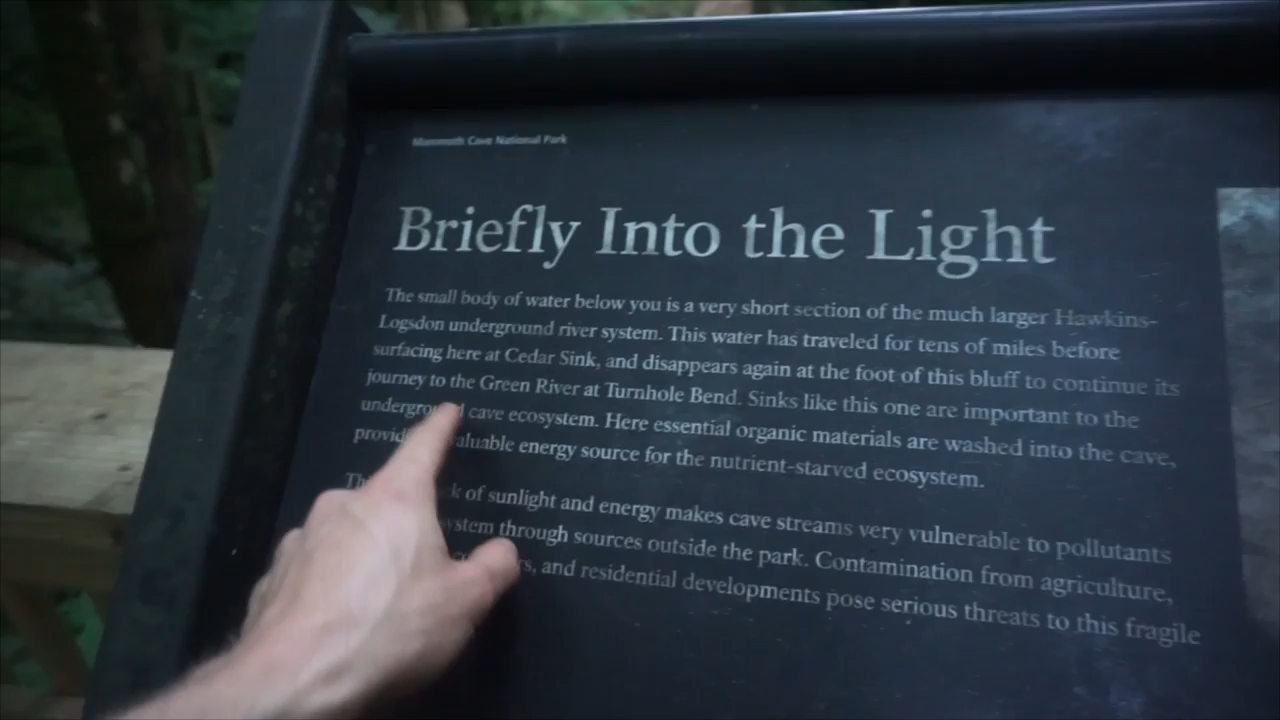 Mammoth Cave National Park
Briefly Into the Light
The small body of water below you is a very short section of the much larger Hawkins-
Logsdon underground river system. This water has traveled for tens of miles before
surfacing here at Cedar Sink, and disappears again at the foot of this bluff to continue its
journey to the Green River at Turnhole Bend. Sinks like this one are important to the
underground cave ecosystem. Here essential organic materials are washed into the cave,
valuable energy source for the nutrient-starved ecosystem.
of sunlight and energy makes cave streams very vulnerable to pollutants
through sources outside the park. Contamination from agriculture,
and residential developments pose serious threats to this fragile